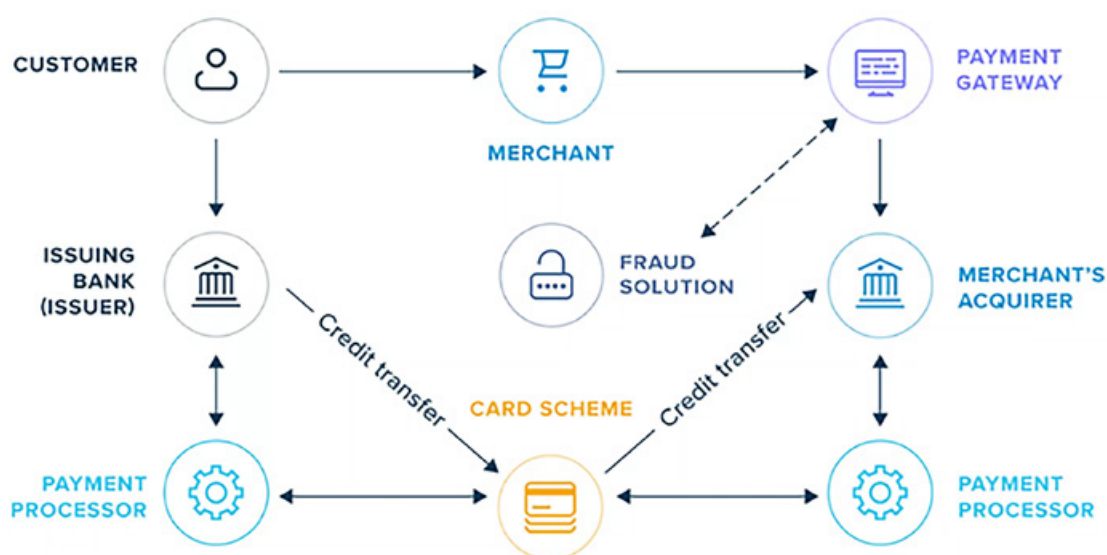 CUSTOMER
MERCHANT
PAYMENT
GATEWAY
ISSUING
BANK
(ISSUER)
FRAUD
SOLUTION
MERCHANT'S
ACQUIRER
Credit transfer
Credit transfer
CARD SCHEME
PAYMENT
PROCESSOR
PAYMENT
PROCESSOR